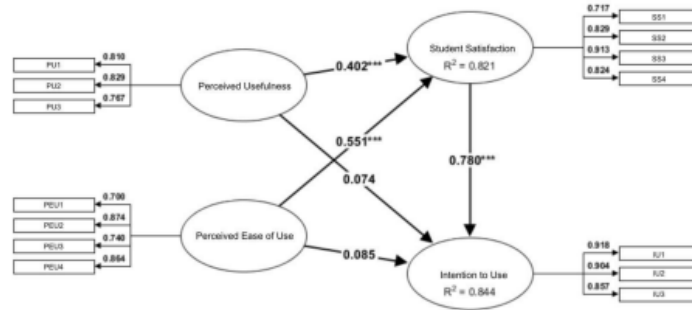 0.717
SS1
0.829
SS2
0.913
SS3
0.824
SS4
Student Satisfaction
R² = 0.821
PU1
0.810
PU2
0.829
PU3
0.767
Perceived Usefulness
0.402***
0.551***
0.780***
0.074
PEU1
0.700
PEU2
0.874
PEU3
0.740
PEU4
0.864
Perceived Ease of Use
0.085
Intention to Use
R² = 0.844
0.918
IU1
0.904
IU2
0.857
IU3